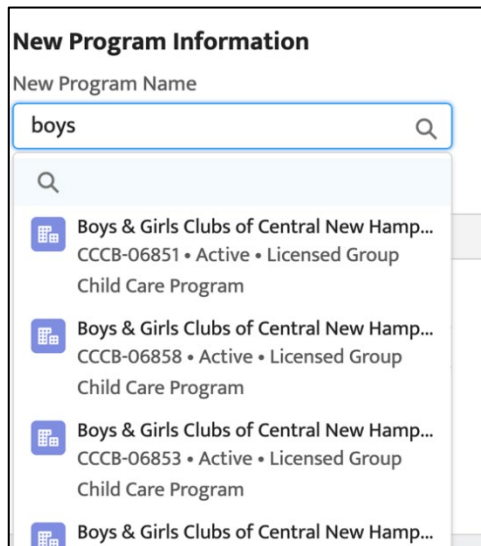 New Program Information
New Program Name
boys
Boys & Girls Clubs of Central New Hamp...
CCCB-06851 • Active • Licensed Group
Child Care Program
Boys & Girls Clubs of Central New Hamp...
CCCB-06858 • Active • Licensed Group
Child Care Program
Boys & Girls Clubs of Central New Hamp...
CCCB-06853 • Active • Licensed Group
Child Care Program
Boys & Girls Clubs of Central New Hamp...